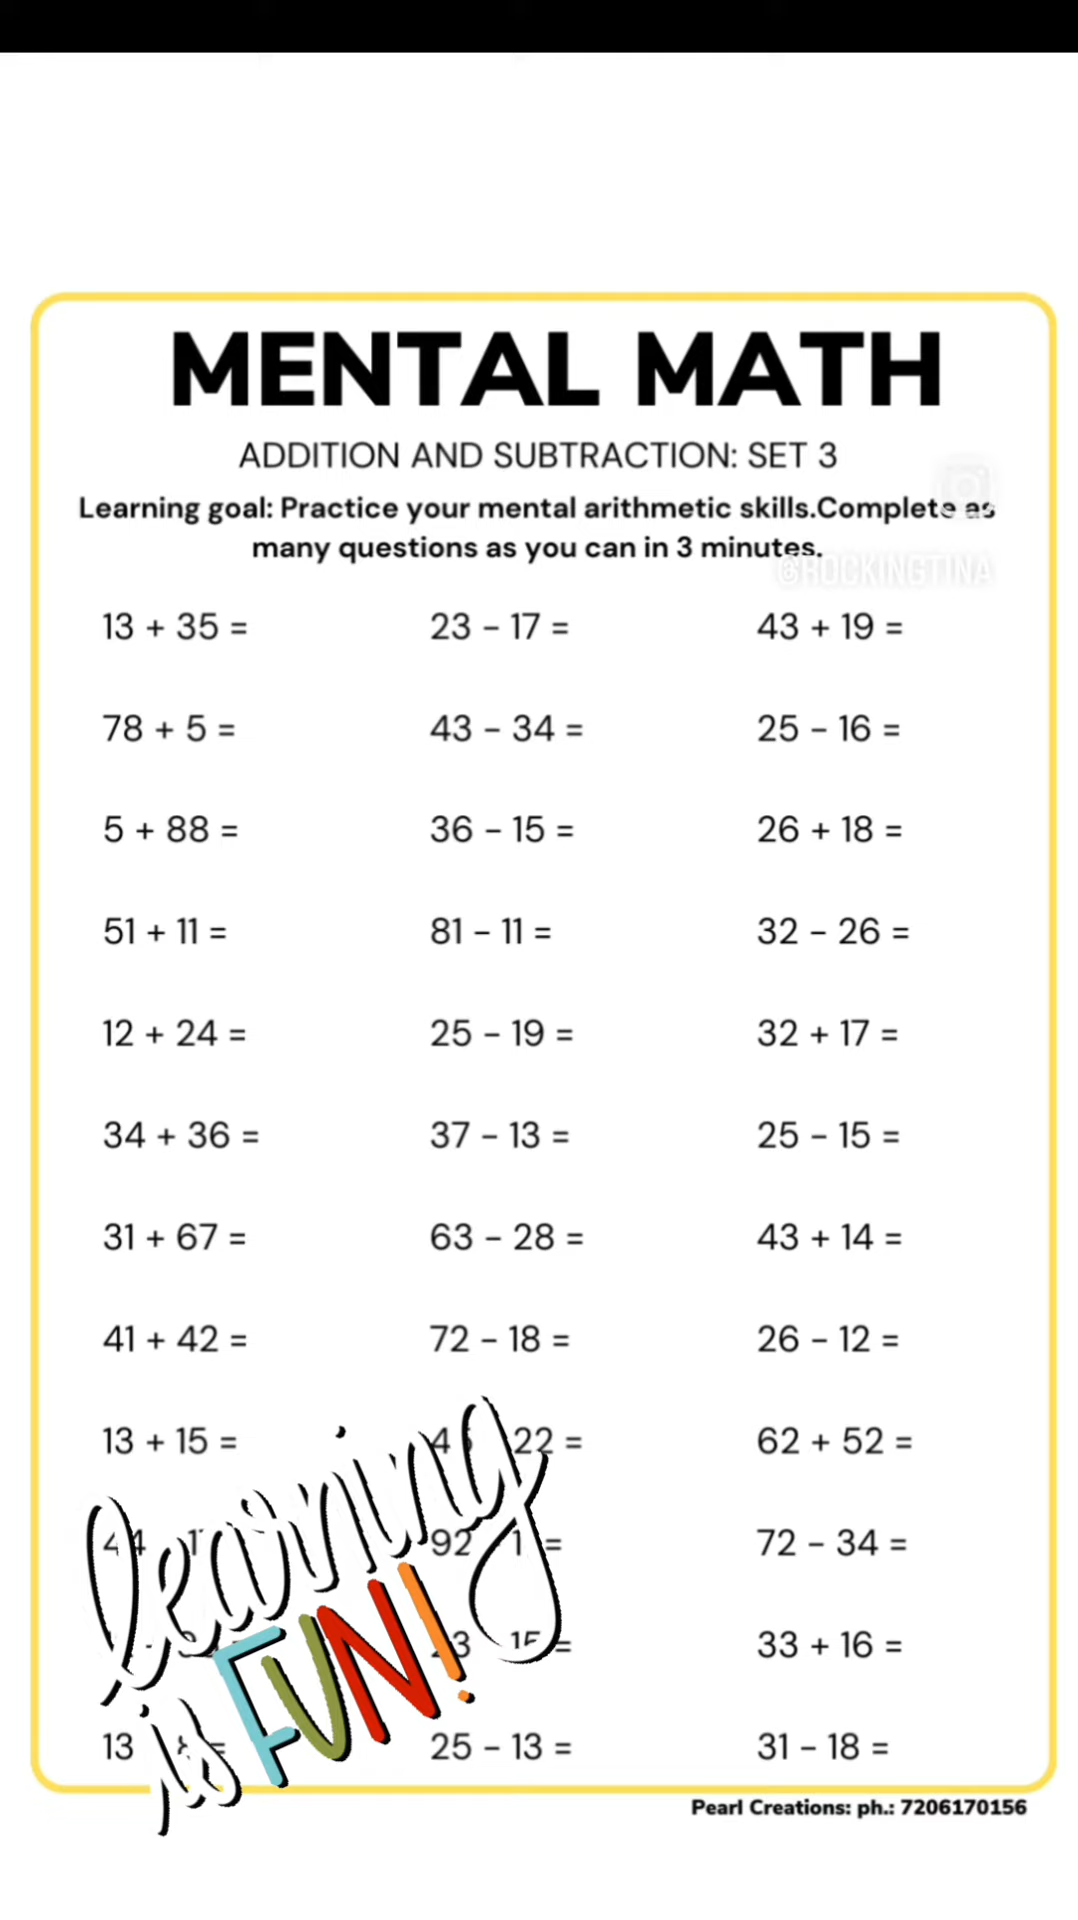 MENTAL MATH
ADDITION AND SUBTRACTION: SET 3
Learning goal: Practice your mental arithmetic skills.Complete as
many questions as you can in 3 minutes.
@ROCKINGTINA
13 + 35 = 23 - 17 = 43 + 19 =
78 + 5 = 43 - 34 = 25 - 16 =
5 + 88 = 36 - 15 = 26 + 18 =
51 + 11 = 81 - 11 = 32 - 26 =
12 + 24 = 25 - 19 = 32 + 17 =
34 + 36 = 37 - 13 = 25 - 15 =
31 + 67 = 63 - 28 = 43 + 14 =
41 + 42 = 72 - 18 = 26 - 12 =
13 + 15 = 22 = 62 + 52 =
92 = 72 - 34 =
= 33 + 16 =
13 = 25 - 13 = 31 - 18 =
learning
is FUN!
Pearl Creations: ph.: 7206170156